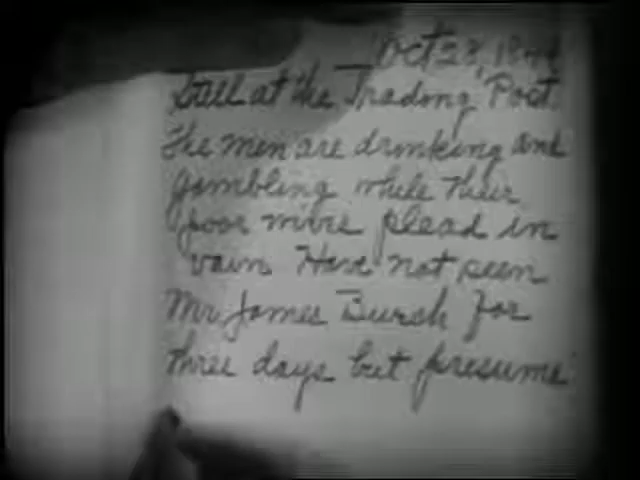 Oct 23, 18
Still at the Trading Post.
The men are drinking and
gambling while their
poor wives plead in
vain. Have not seen
Mr. James Burch for
three days but presume